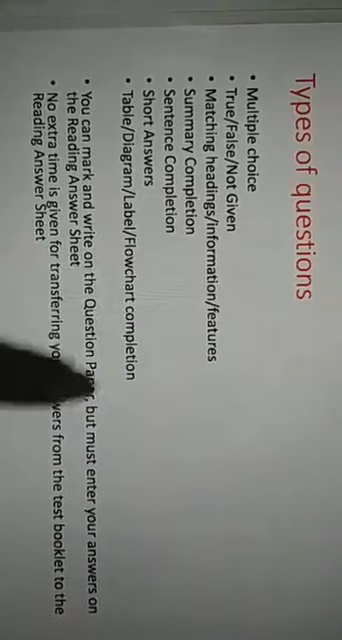 Types of questions
• Multiple choice
• True/False/Not Given
• Matching headings/information/features
• Summary Completion
• Sentence Completion
• Short Answers
• Table/Diagram/Label/Flowchart completion
• You can mark and write on the Question Paper, but must enter your answers on
the Reading Answer Sheet
• No extra time is given for transferring from the test booklet to the
Reading Answer Sheet